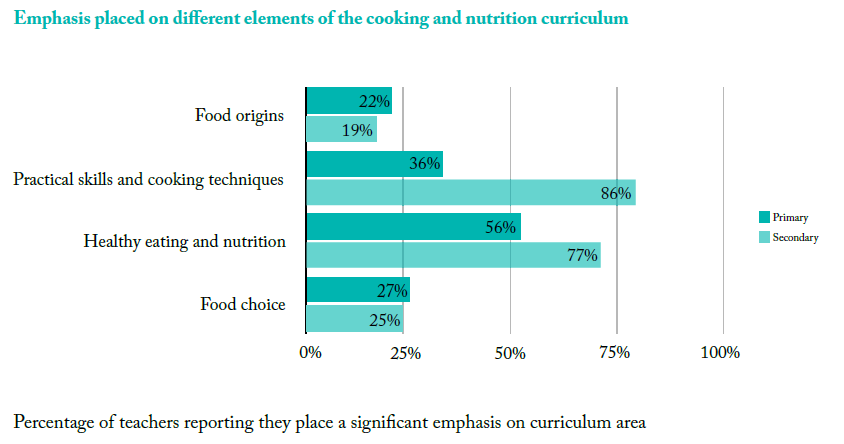 Emphasis placed on different elements of the cooking and nutrition curriculum
Food origins
22%
19%
Practical skills and cooking techniques
36%
86%
Healthy eating and nutrition
56%
77%
Food choice
27%
25%
Primary
Secondary
0% 25% 50% 75% 100%
Percentage of teachers reporting they place a significant emphasis on curriculum area